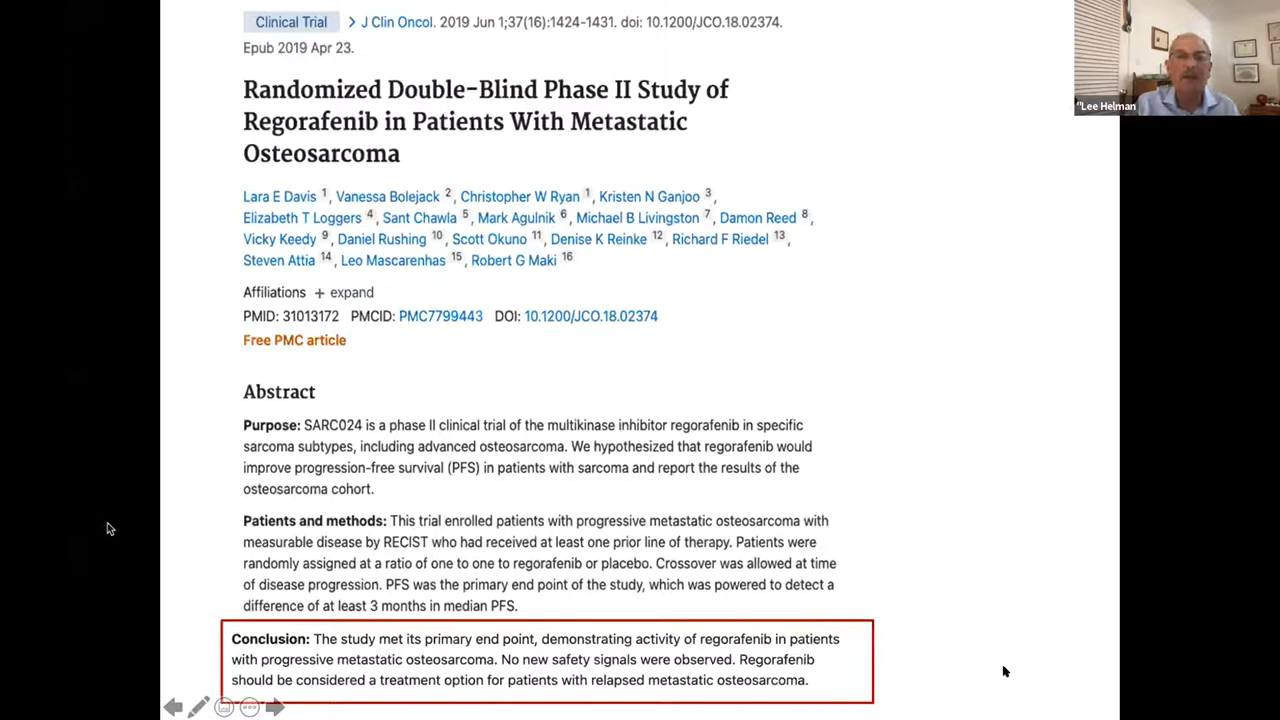 Clinical Trial > J Clin Oncol. 2019 Jun 1;37(16):1424-1431. doi: 10.1200/JCO.18.02374.
Epub 2019 Apr 23.
Randomized Double-Blind Phase II Study of
Regorafenib in Patients With Metastatic
Osteosarcoma
Lara E Davis 1, Vanessa Bolejack 2, Christopher W Ryan 1, Kristen N Ganjoo 3,
Elizabeth T Loggers 4, Sant Chawla 5, Mark Agulnik 6, Michael B Livingston 7, Damon Reed 8,
Vicky Keedy 9, Daniel Rushing 10, Scott Okuno 11, Denise K Reinke 12, Richard F Riedel 13,
Steven Attia 14, Leo Mascarenhas 15, Robert G Maki 16
Affiliations + expand
PMID: 31013172 PMCID: PMC7799443 DOI: 10.1200/JCO.18.02374
Free PMC article
Abstract
Purpose: SARC024 is a phase II clinical trial of the multikinase inhibitor regorafenib in specific
sarcoma subtypes, including advanced osteosarcoma. We hypothesized that regorafenib would
improve progression-free survival (PFS) in patients with sarcoma and report the results of the
osteosarcoma cohort.
Patients and methods: This trial enrolled patients with progressive metastatic osteosarcoma with
measurable disease by RECIST who had received at least one prior line of therapy. Patients were
randomly assigned at a ratio of one to one to regorafenib or placebo. Crossover was allowed at time
of disease progression. PFS was the primary end point of the study, which was powered to detect a
difference of at least 3 months in median PFS.
Conclusion: The study met its primary end point, demonstrating activity of regorafenib in patients
with progressive metastatic osteosarcoma. No new safety signals were observed. Regorafenib
should be considered a treatment option for patients with relapsed metastatic osteosarcoma.
"Lee Helman